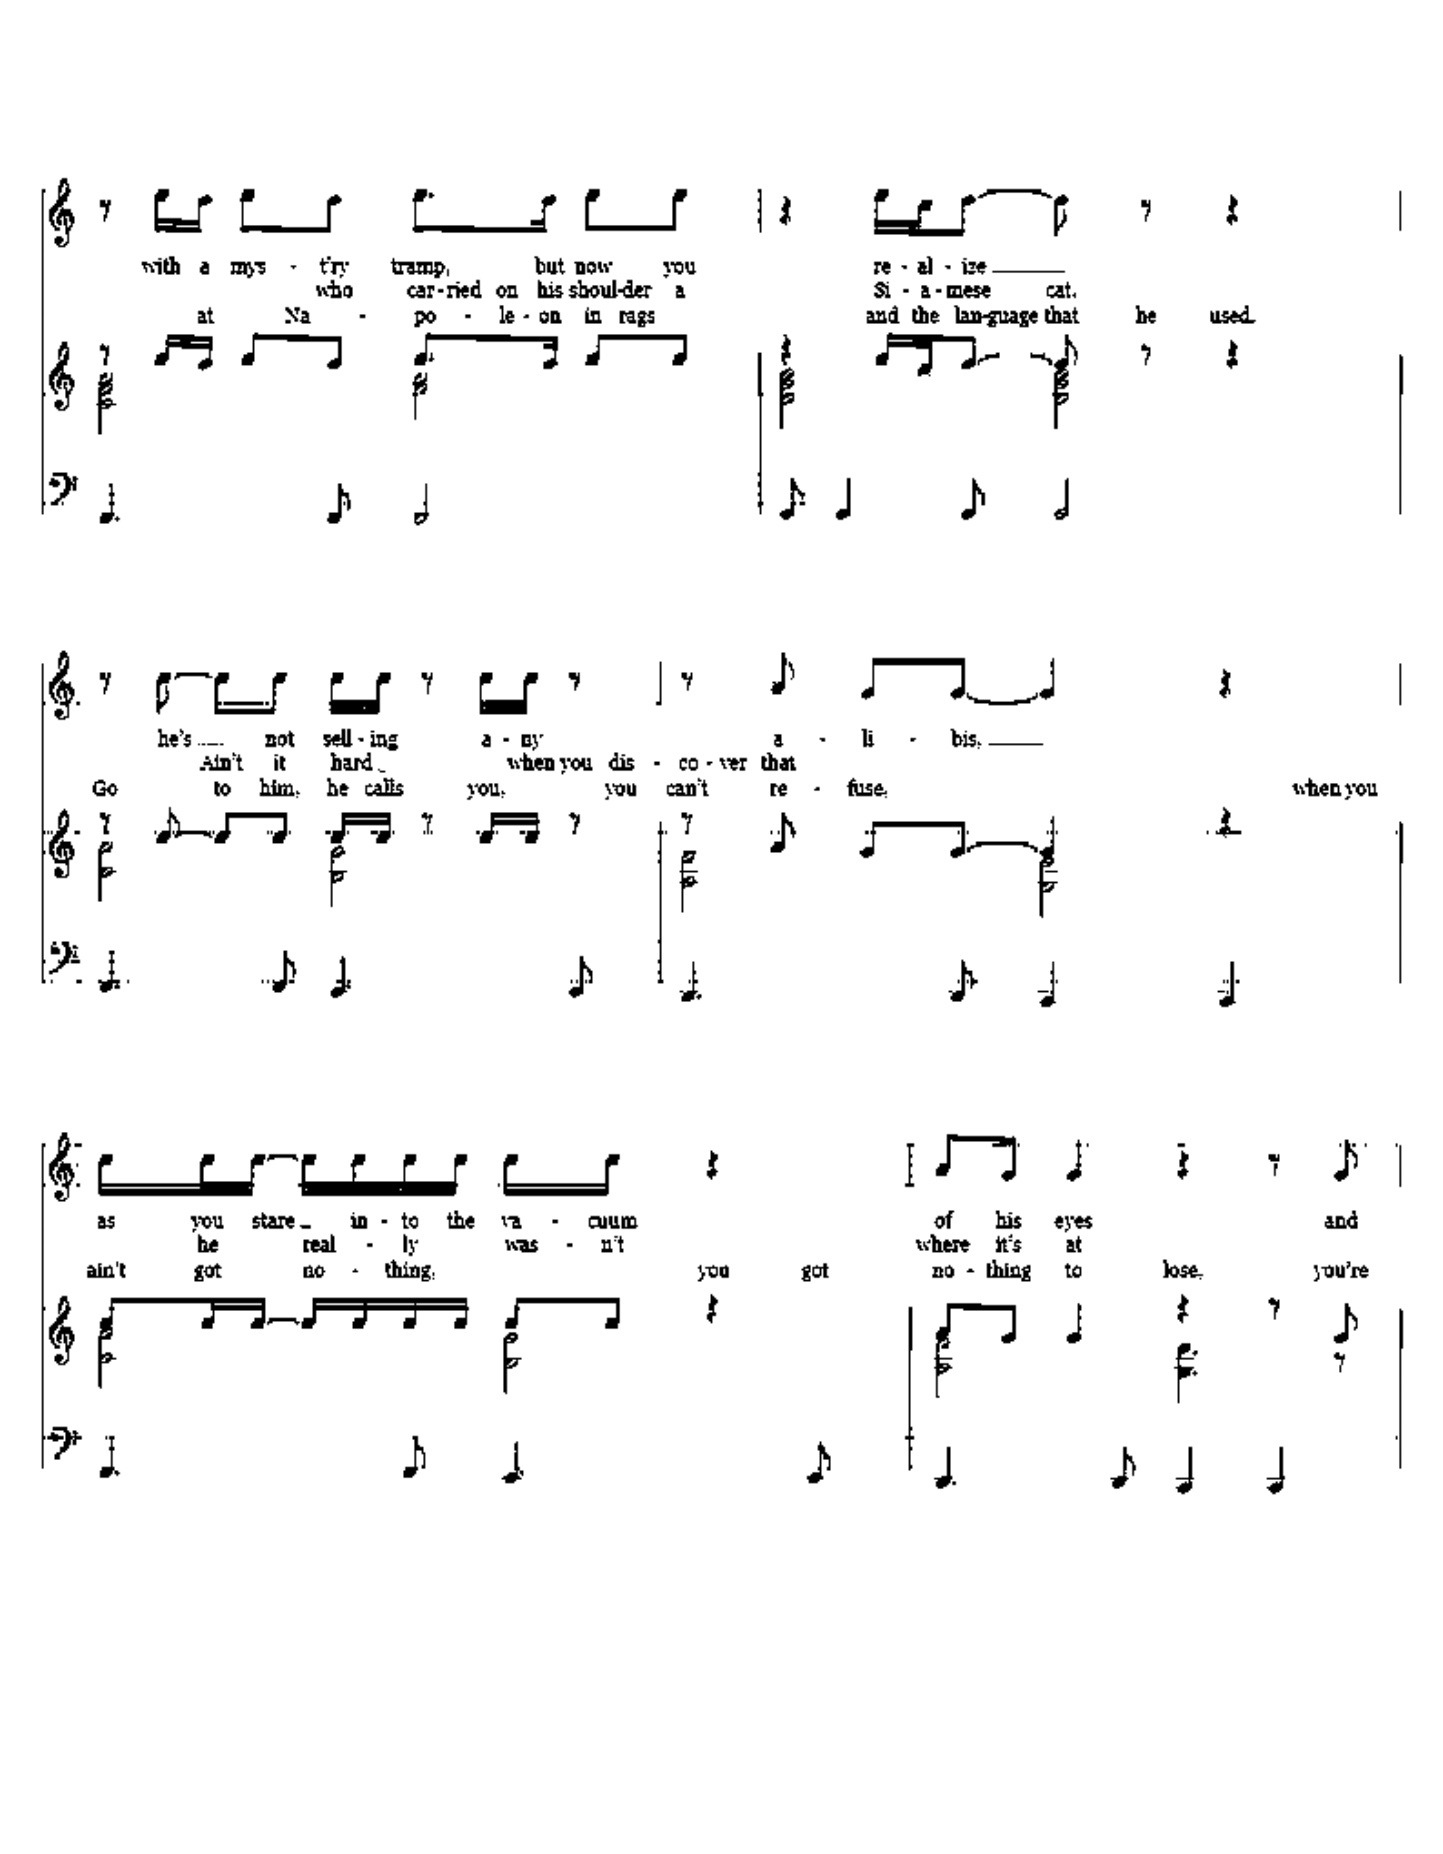 with a mys - t'ry tramp, but now you re - al - ize
who car-ried on his shoul-der a Si - a - mese cat.
at Na - po - le - on in rags and the lan-guage that he used.
he's not sell - ing a - ny a - li - bis,
Ain't it hard when you dis - co - ver that
Go to him, he calls you, you can't re - fuse, when you
as you stare in - to the va - cuum of his eyes and
he real - ly was - n't where it's at
ain't got no - thing, you got no - thing to lose, you're